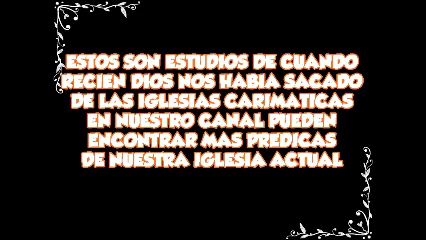 ESTOS SON ESTUDIOS DE CUANDO
RECIEN DIOS NOS HABIA SACADO
DE LAS IGLESIAS CARIMATICAS
EN NUESTRO CANAL PUEDEN
ENCONTRAR MAS PREDICAS
DE NUESTRA IGLESIA ACTUAL